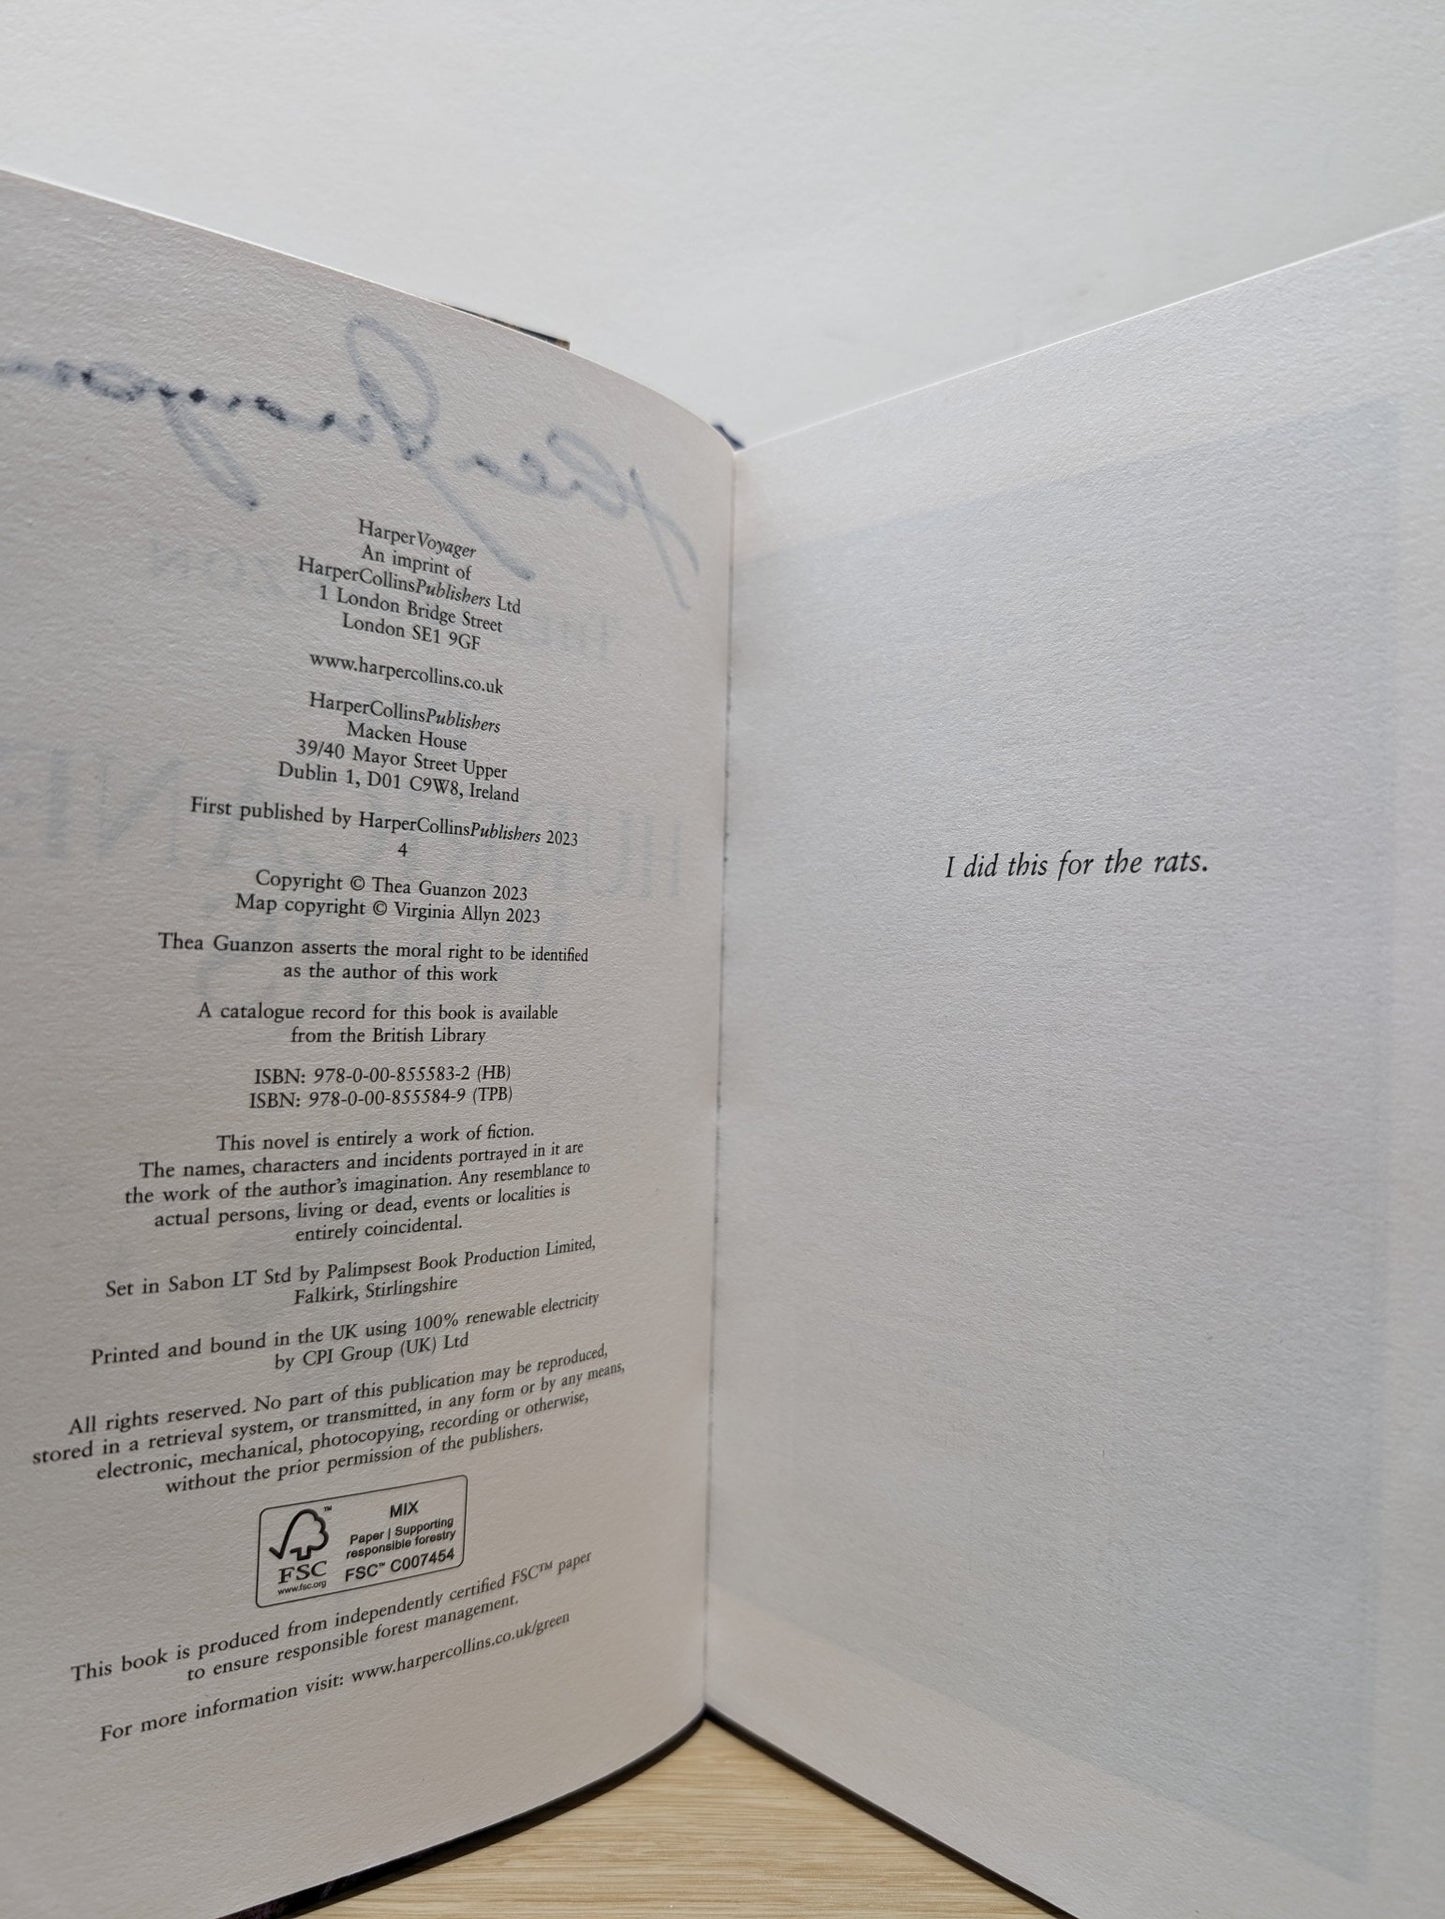 HarperVoyager
An imprint of
HarperCollinsPublishers Ltd
1 London Bridge Street
London SE1 9GF
www.harpercollins.co.uk
HarperCollinsPublishers
Macken House
39/40 Mayor Street Upper
Dublin 1, D01 C9W8, Ireland
First published by HarperCollinsPublishers 2023
4
Copyright © Thea Guanzon 2023
Map copyright © Virginia Allyn 2023
Thea Guanzon asserts the moral right to be identified
as the author of this work
A catalogue record for this book is available
from the British Library
ISBN: 978-0-00-855583-2 (HB)
ISBN: 978-0-00-855584-9 (TPB)
This novel is entirely a work of fiction.
The names, characters and incidents portrayed in it are
the work of the author's imagination. Any resemblance to
actual persons, living or dead, events or localities is
entirely coincidental.
Set in Sabon LT Std by Palimpsest Book Production Limited,
Falkirk, Stirlingshire
Printed and bound in the UK using 100% renewable electricity
by CPI Group (UK) Ltd
All rights reserved. No part of this publication may be reproduced,
stored in a retrieval system, or transmitted, in any form or by any means,
electronic, mechanical, photocopying, recording or otherwise,
without the prior permission of the publishers.
FSC
www.fsc.org
MIX
Paper | Supporting
responsible forestry
FSC™ C007454
This book is produced from independently certified FSC™ paper
to ensure responsible forest management.
For more information visit: www.harpercollins.co.uk/green
I did this for the rats.